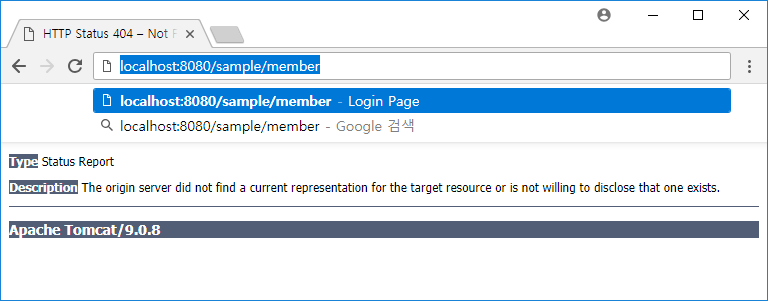 HTTP Status 404 – Not F
localhost:8080/sample/member
localhost:8080/sample/member - Login Page
localhost:8080/sample/member - Google 검색
Type Status Report
Description The origin server did not find a current representation for the target resource or is not willing to disclose that one exists.
Apache Tomcat/9.0.8